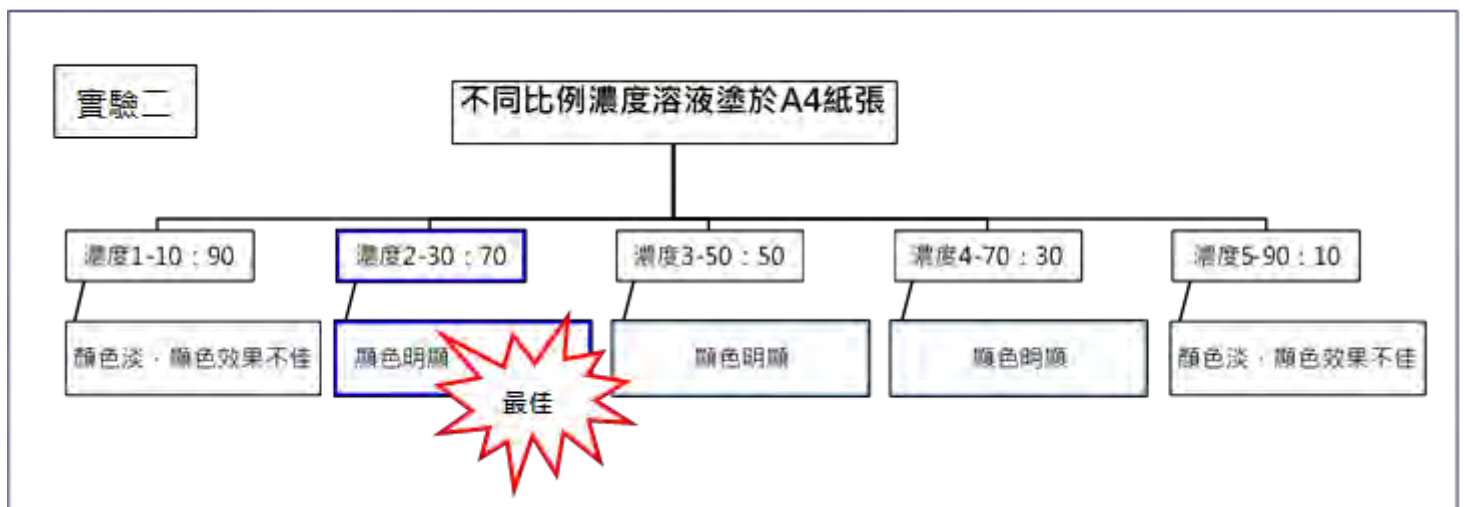 實驗二
不同比例濃度溶液塗於A4紙張
濃度1-10：90
濃度2-30：70
濃度3-50：50
濃度4-70：30
濃度5-90：10
顏色淡，顯色效果不佳
顯色明顯
顯色明顯
顯色明顯
顏色淡，顯色效果不佳
最佳